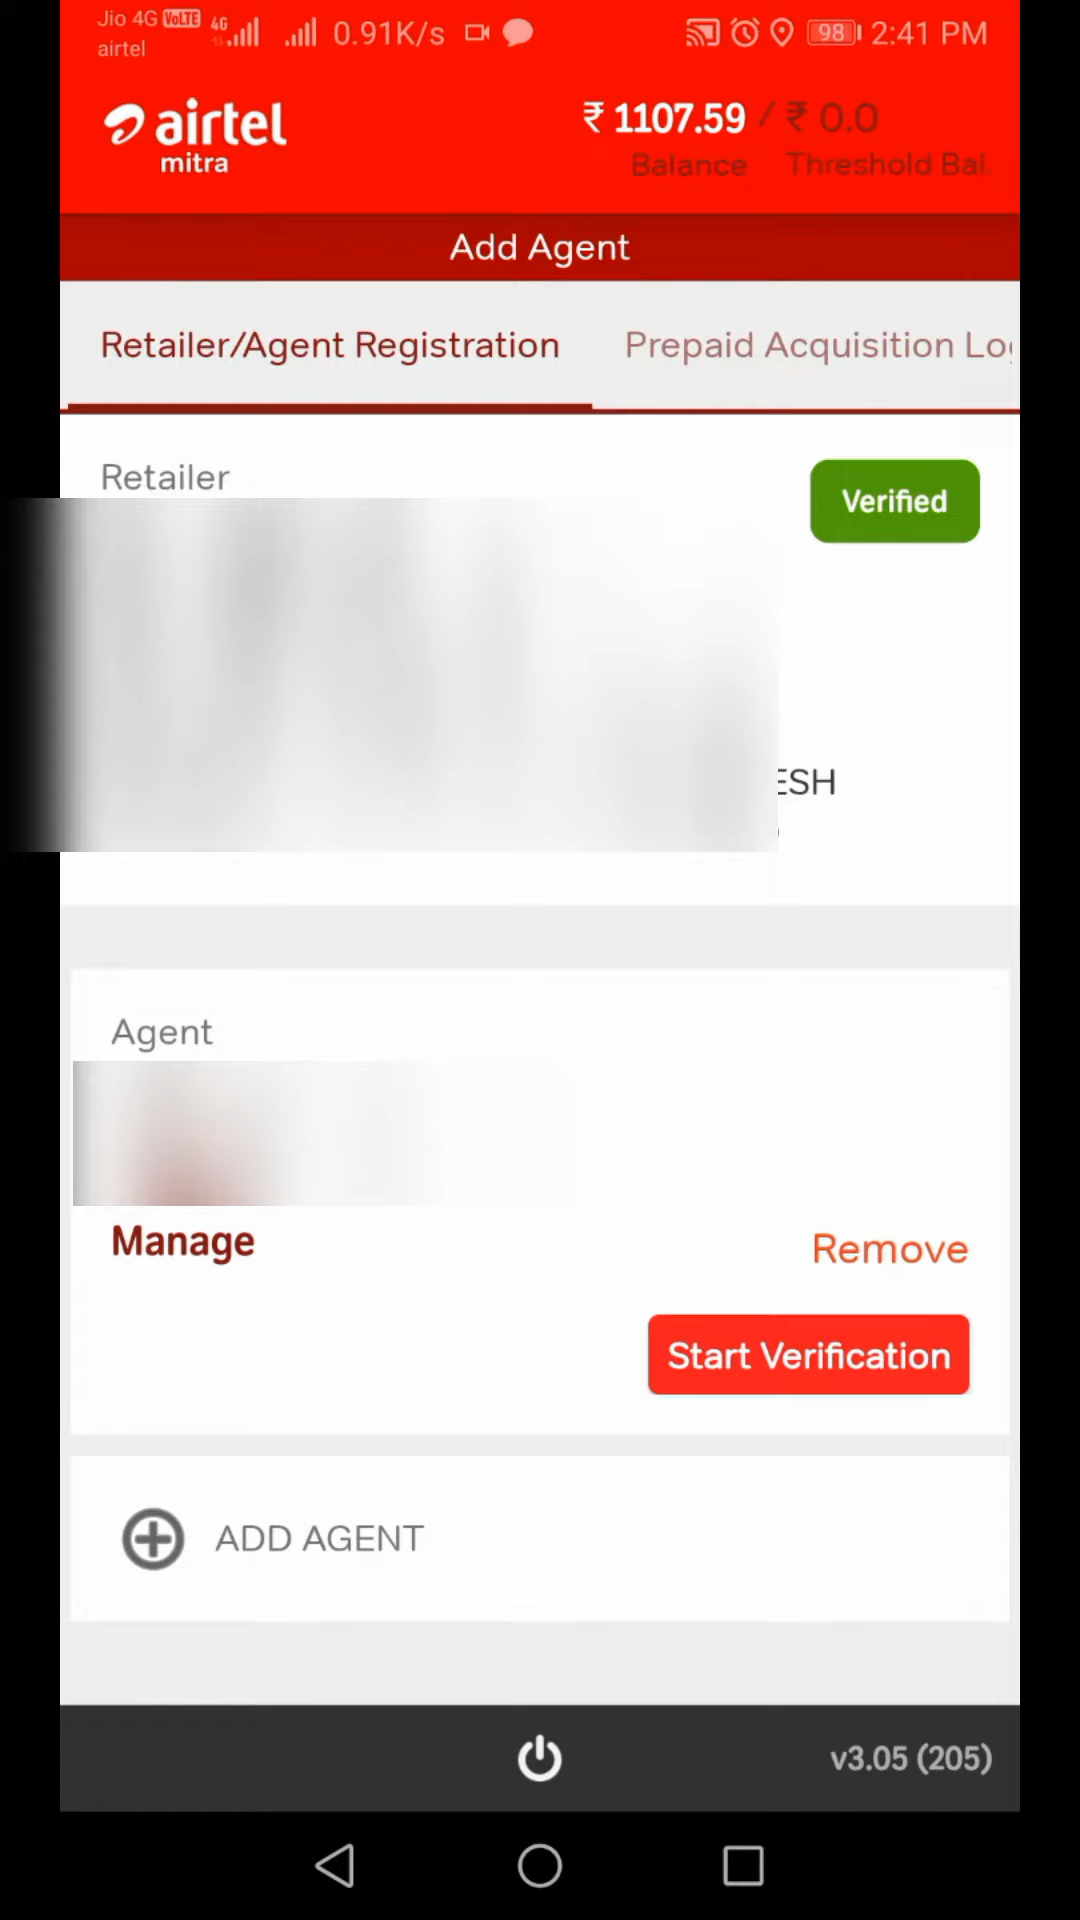 Jio 4G VoLTE 4G 0.91K/s 98 2:41 PM
airtel
airtel
mitra
₹ 1107.59 / ₹ 0.0
Balance Threshold Bal.
Add Agent
Retailer/Agent Registration Prepaid Acquisition
Retailer
Verified
ESH
Agent
Manage
Remove
Start Verification
ADD AGENT
v3.05 (205)